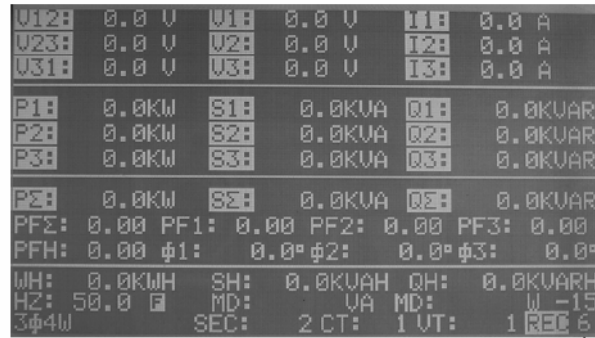 V12: 0.0 V V1: 0.0 V I1: 0.0 A
V23: 0.0 V V2: 0.0 V I2: 0.0 A
V31: 0.0 V V3: 0.0 V I3: 0.0 A
P1: 0.0KW S1: 0.0KVA Q1: 0.0KVAR
P2: 0.0KW S2: 0.0KVA Q2: 0.0KVAR
P3: 0.0KW S3: 0.0KVA Q3: 0.0KVAR
PΣ: 0.0KW SΣ: 0.0KVA QΣ: 0.0KVAR
PFΣ: 0.00 PF1: 0.00 PF2: 0.00 PF3: 0.00
PFH: 0.00 ϕ1: 0.0° ϕ2: 0.0° ϕ3: 0.0°
WH: 0.0KWH SH: 0.0KVAH QH: 0.0KVARH
HZ: 50.0 F MD: VA MD: W -15
3ϕ4W SEC: 2 CT: 1 VT: 1 REC 6